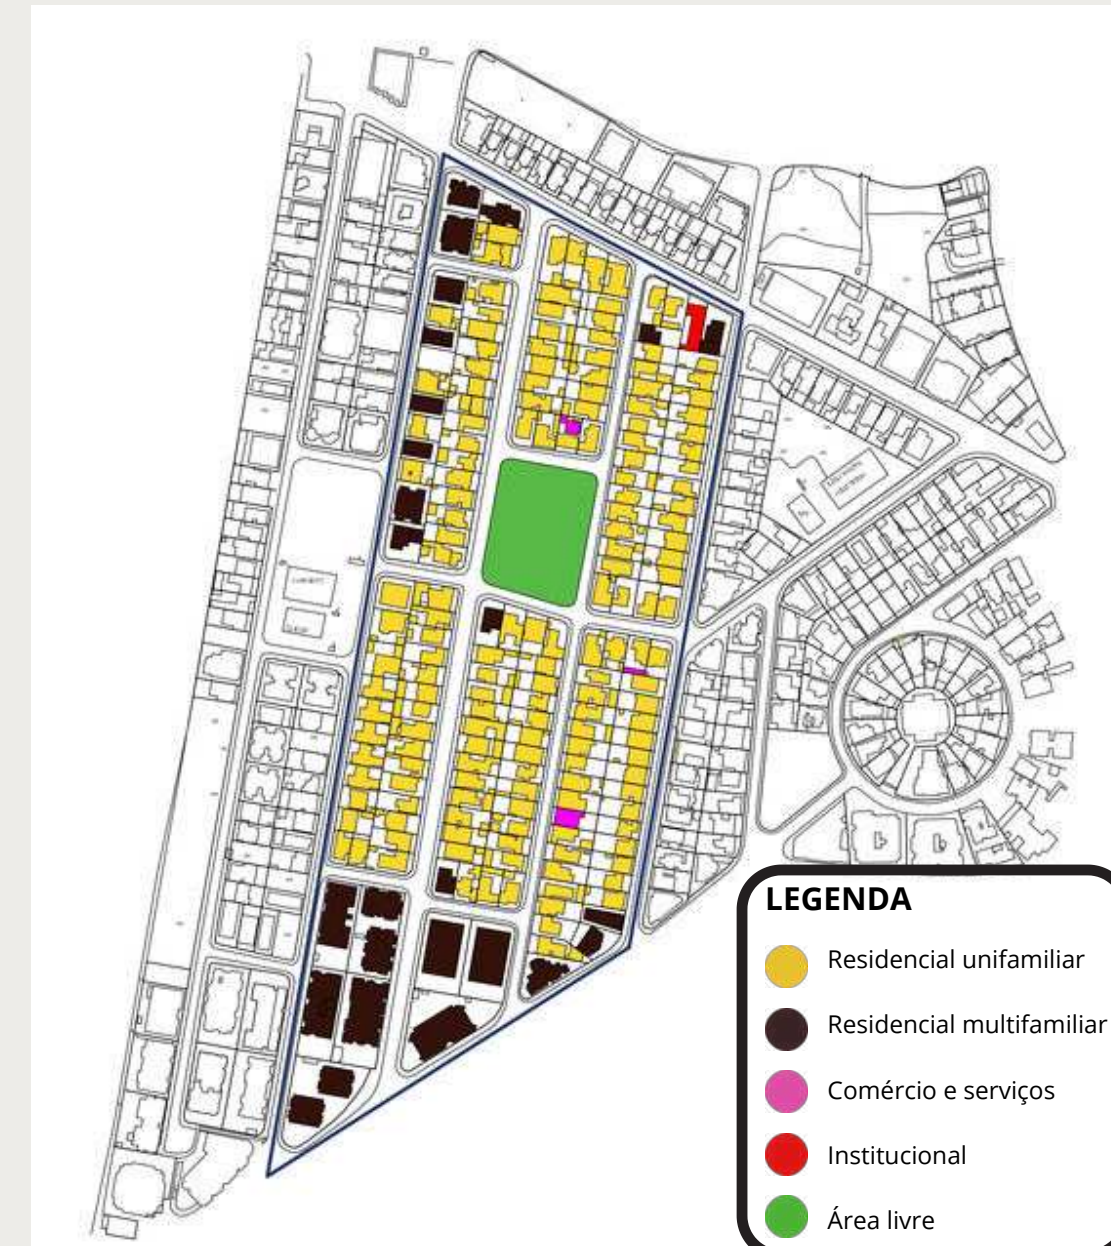 LEGENDA
Residencial unifamiliar
Residencial multifamiliar
Comércio e serviços
Institucional
Área livre